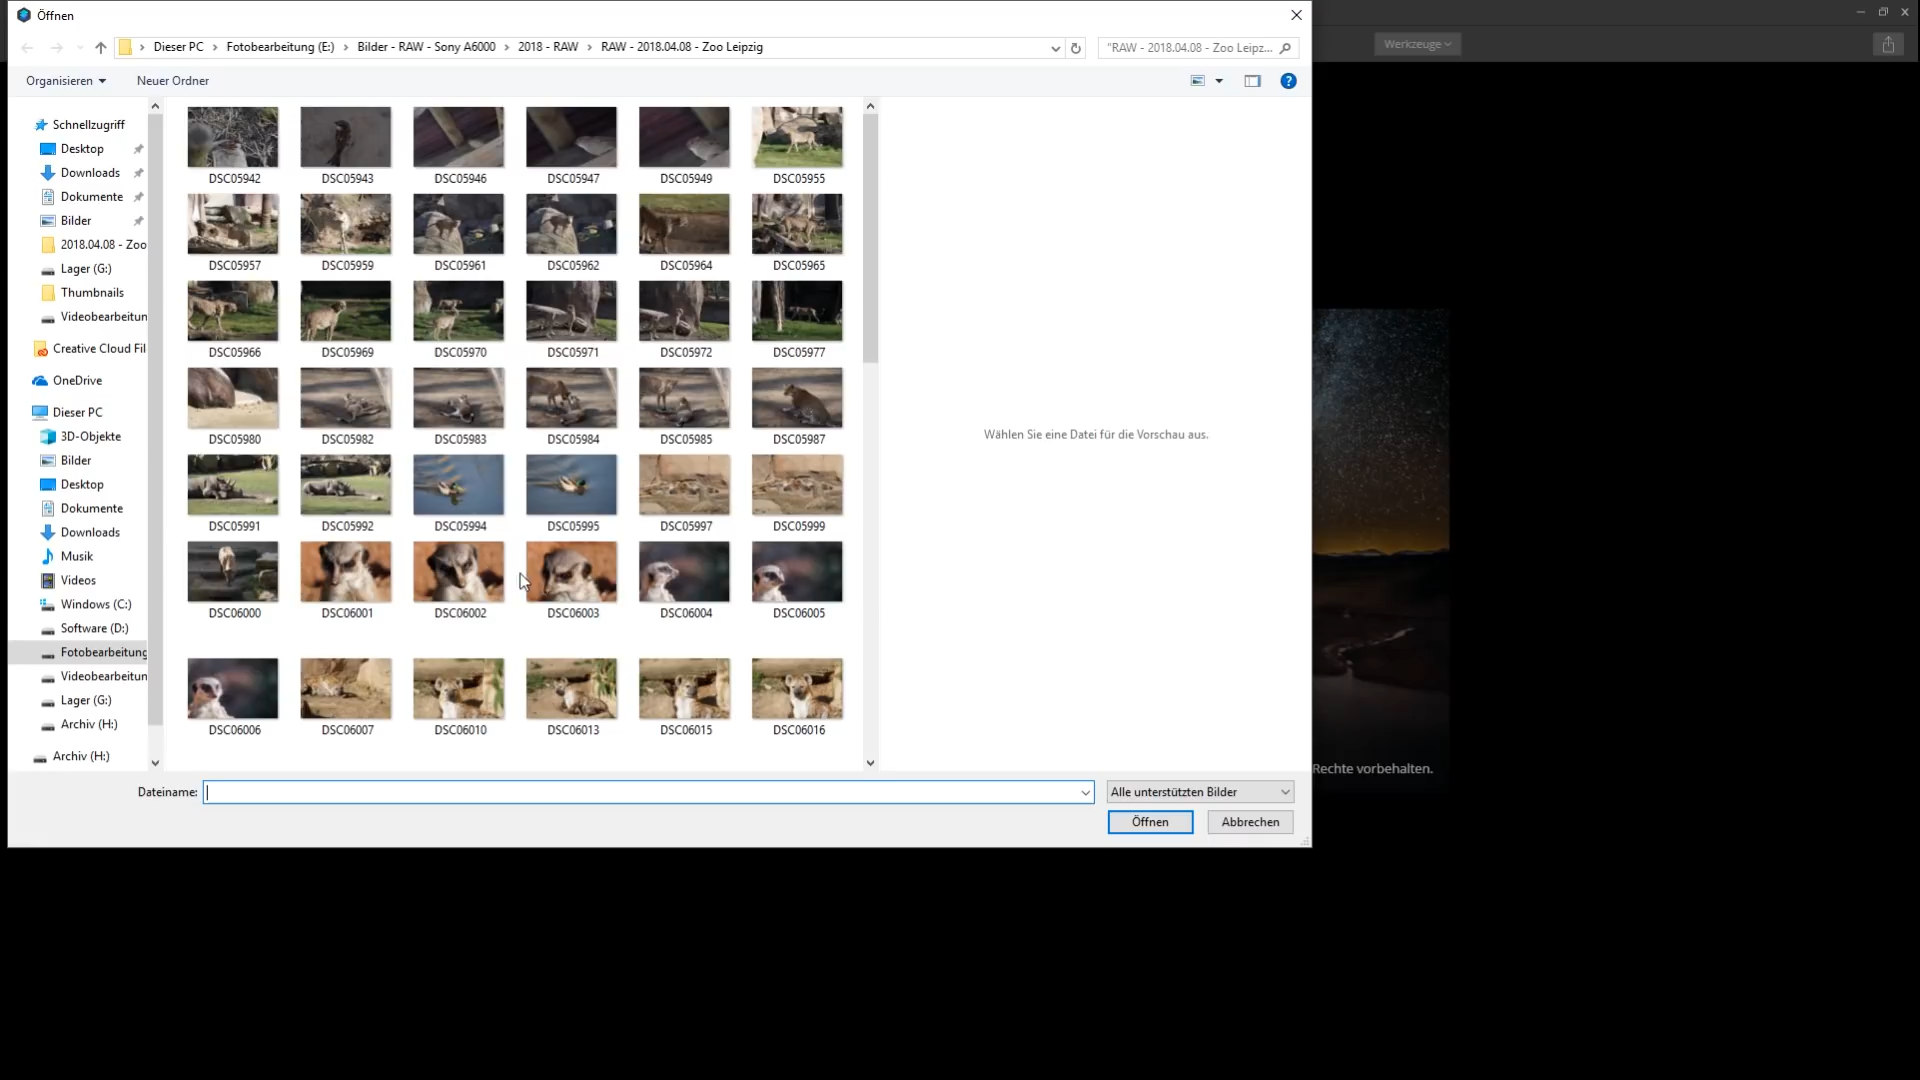 Öffnen
Dieser PC > Fotobearbeitung (E:) > Bilder - RAW - Sony A6000 > 2018 - RAW > RAW - 2018.04.08 - Zoo Leipzig
"RAW - 2018.04.08 - Zoo Leipz...
Werkzeuge
Organisieren
Neuer Ordner
Schnellzugriff
Desktop
Downloads
Dokumente
Bilder
2018.04.08 - Zoo
Lager (G:)
Thumbnails
Videobearbeitun
Creative Cloud Fil
OneDrive
Dieser PC
3D-Objekte
Bilder
Desktop
Dokumente
Downloads
Musik
Videos
Windows (C:)
Software (D:)
Fotobearbeitung
Videobearbeitun
Lager (G:)
Archiv (H:)
Archiv (H:)
DSC05942 DSC05943 DSC05946 DSC05947 DSC05949 DSC05955
DSC05957 DSC05959 DSC05961 DSC05962 DSC05964 DSC05965
DSC05966 DSC05969 DSC05970 DSC05971 DSC05972 DSC05977
DSC05980 DSC05982 DSC05983 DSC05984 DSC05985 DSC05987
DSC05991 DSC05992 DSC05994 DSC05995 DSC05997 DSC05999
DSC06000 DSC06001 DSC06002 DSC06003 DSC06004 DSC06005
DSC06006 DSC06007 DSC06010 DSC06013 DSC06015 DSC06016
Wählen Sie eine Datei für die Vorschau aus.
Rechte vorbehalten.
Dateiname:
Alle unterstützten Bilder
Öffnen
Abbrechen